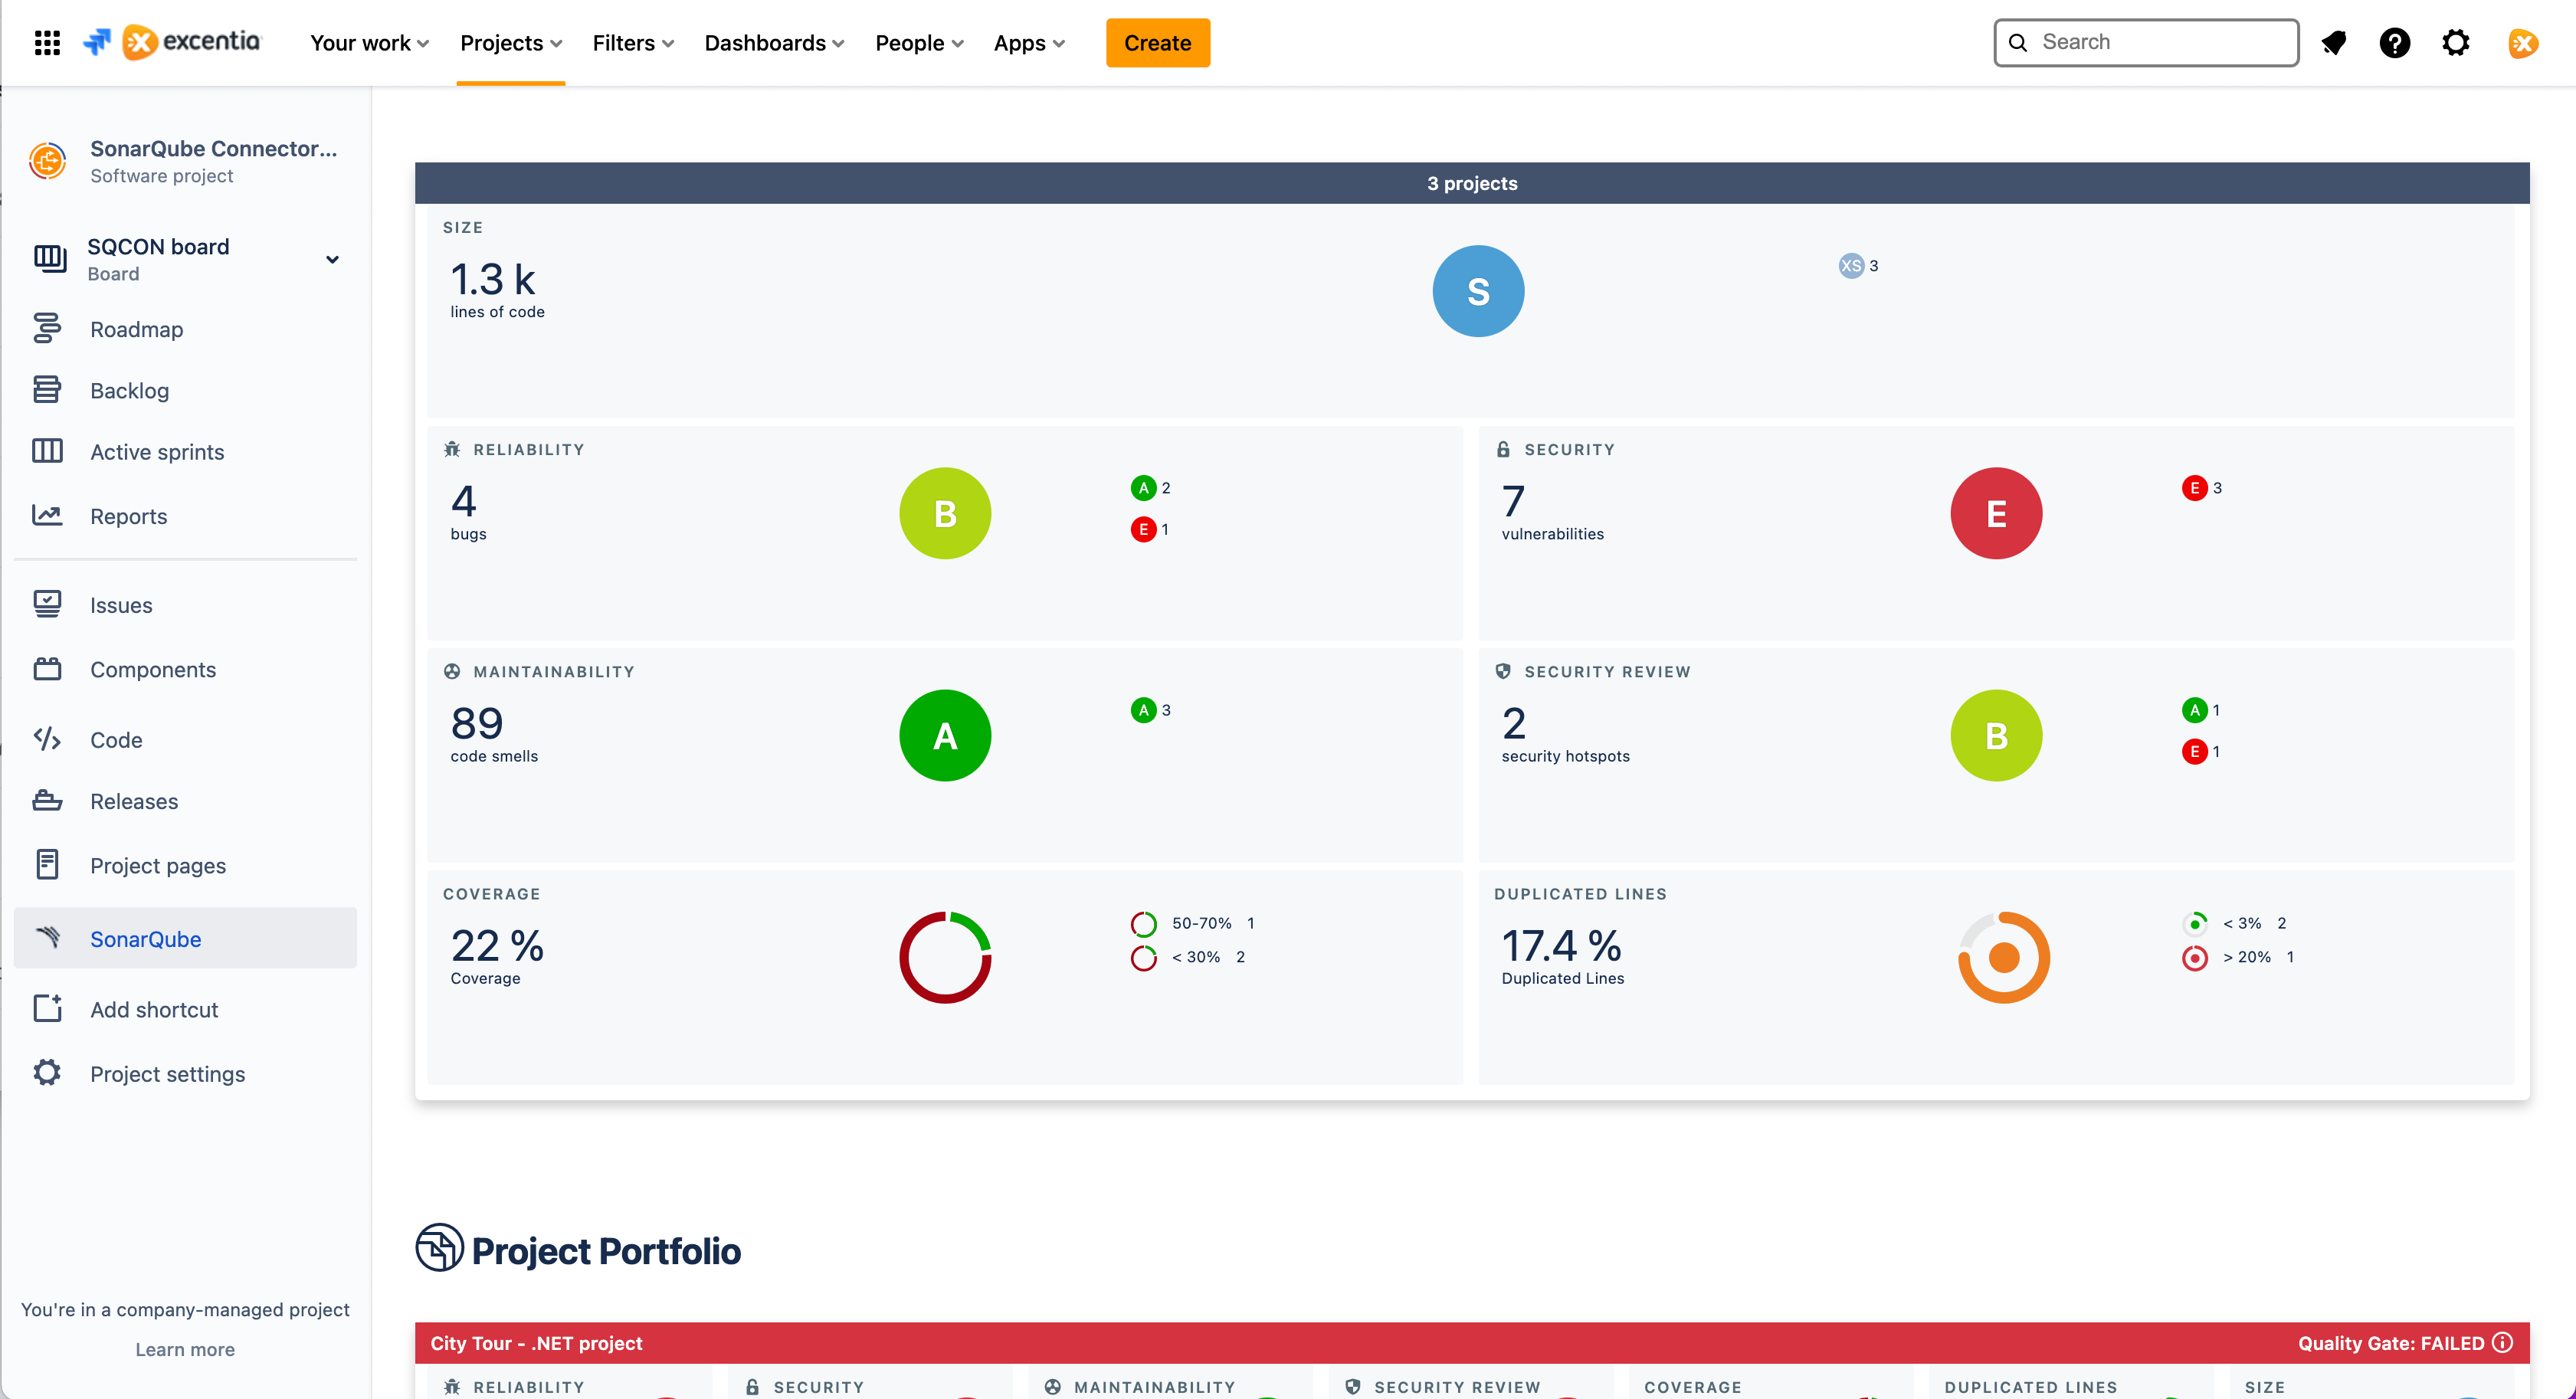 excentia
Your work
Projects
Filters
Dashboards
People
Apps
Create
Search
SonarQube Connector...
Software project
SQCON board
Board
Roadmap
Backlog
Active sprints
Reports
Issues
Components
Code
Releases
Project pages
SonarQube
Add shortcut
Project settings
You're in a company-managed project
Learn more
3 projects
SIZE
1.3 k
lines of code
S
XS 3
RELIABILITY
4
bugs
B
A 2
E 1
SECURITY
7
vulnerabilities
E
E 3
MAINTAINABILITY
89
code smells
A
A 3
SECURITY REVIEW
2
security hotspots
B
A 1
E 1
COVERAGE
22 %
Coverage
50-70% 1
< 30% 2
DUPLICATED LINES
17.4 %
Duplicated Lines
< 3% 2
> 20% 1
Project Portfolio
City Tour - .NET project
Quality Gate: FAILED
RELIABILITY
SECURITY
MAINTAINABILITY
SECURITY REVIEW
COVERAGE
DUPLICATED LINES
SIZE